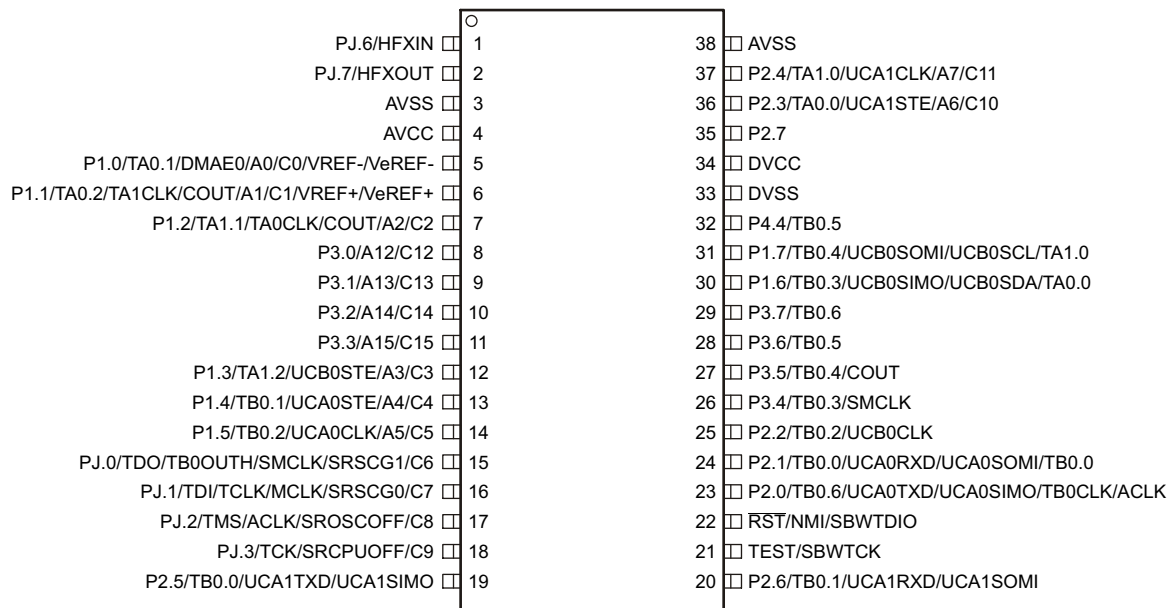 PJ.6/HFXIN 1 38 AVSS
PJ.7/HFXOUT 2 37 P2.4/TA1.0/UCA1CLK/A7/C11
AVSS 3 36 P2.3/TA0.0/UCA1STE/A6/C10
AVCC 4 35 P2.7
P1.0/TA0.1/DMAE0/A0/C0/VREF-/VeREF- 5 34 DVCC
P1.1/TA0.2/TA1CLK/COUT/A1/C1/VREF+/VeREF+ 6 33 DVSS
P1.2/TA1.1/TA0CLK/COUT/A2/C2 7 32 P4.4/TB0.5
P3.0/A12/C12 8 31 P1.7/TB0.4/UCB0SOMI/UCB0SCL/TA1.0
P3.1/A13/C13 9 30 P1.6/TB0.3/UCB0SIMO/UCB0SDA/TA0.0
P3.2/A14/C14 10 29 P3.7/TB0.6
P3.3/A15/C15 11 28 P3.6/TB0.5
P1.3/TA1.2/UCB0STE/A3/C3 12 27 P3.5/TB0.4/COUT
P1.4/TB0.1/UCA0STE/A4/C4 13 26 P3.4/TB0.3/SMCLK
P1.5/TB0.2/UCA0CLK/A5/C5 14 25 P2.2/TB0.2/UCB0CLK
PJ.0/TDO/TB0OUTH/SMCLK/SRSCG1/C6 15 24 P2.1/TB0.0/UCA0RXD/UCA0SOMI/TB0.0
PJ.1/TDI/TCLK/MCLK/SRSCG0/C7 16 23 P2.0/TB0.6/UCA0TXD/UCA0SIMO/TB0CLK/ACLK
PJ.2/TMS/ACLK/SROSCOFF/C8 17 22 RST/NMI/SBWTDIO
PJ.3/TCK/SRCPUOFF/C9 18 21 TEST/SBWTCK
P2.5/TB0.0/UCA1TXD/UCA1SIMO 19 20 P2.6/TB0.1/UCA1RXD/UCA1SOMI